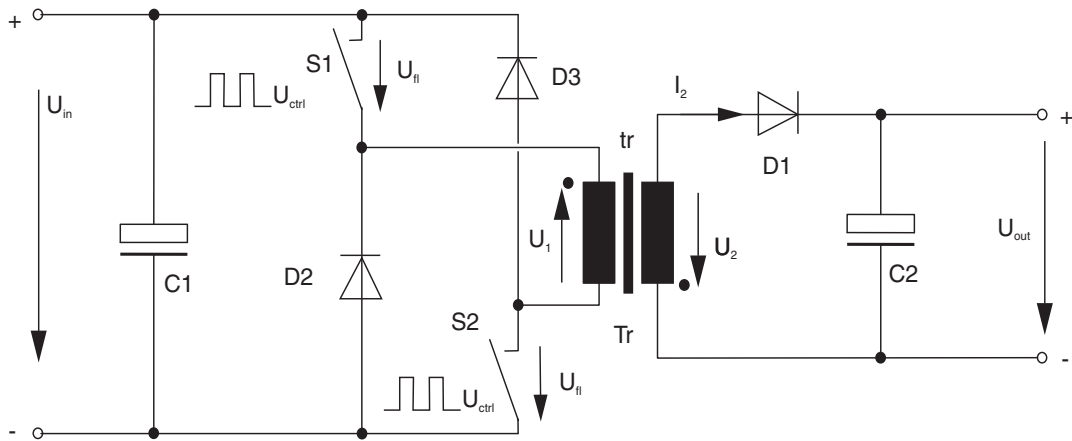 +
S1
U_fl
D3
U_ctrl
U_in
I_2
+
tr
D1
U_1
U_2
U_out
C1
D2
C2
S2
Tr
-
U_fl
U_ctrl
-